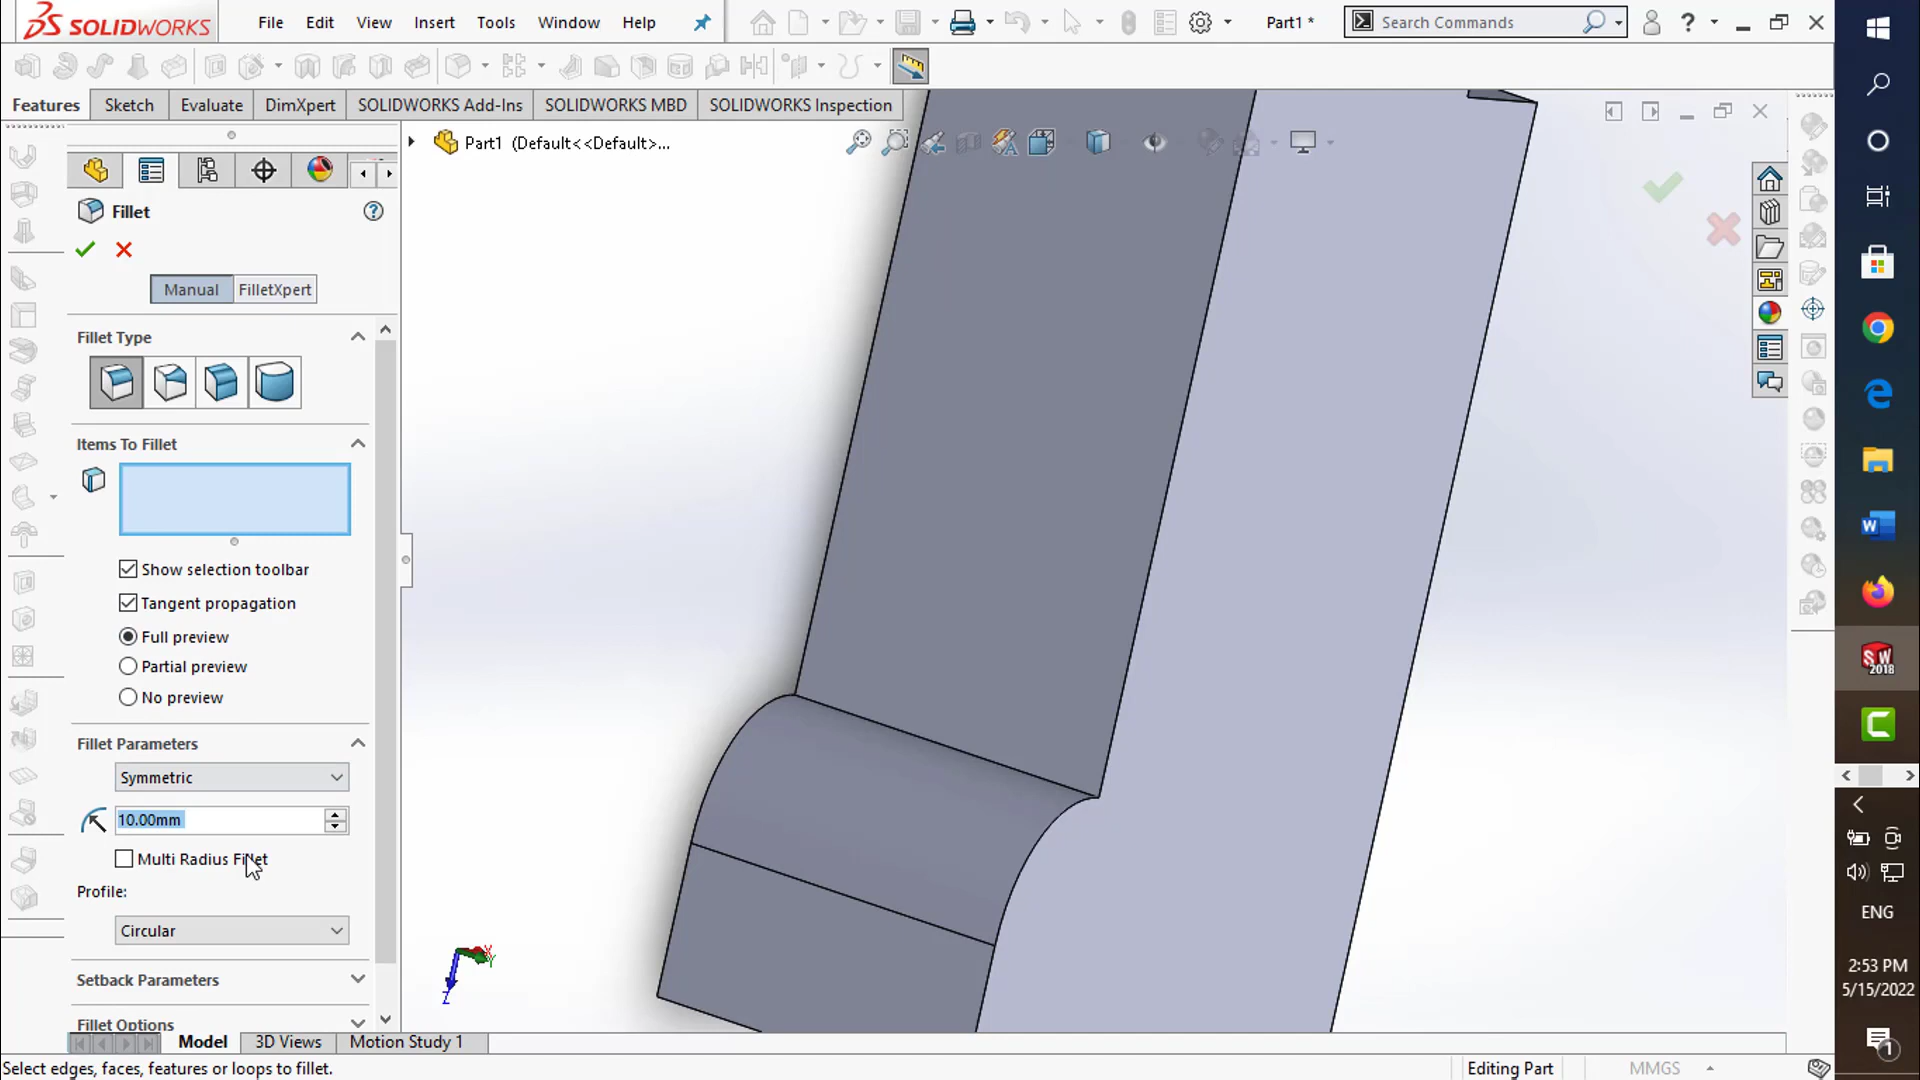 SOLIDWORKS File Edit View Insert Tools Window Help Part1 * Search Commands ?
Features Sketch Evaluate DimXpert SOLIDWORKS Add-Ins SOLIDWORKS MBD SOLIDWORKS Inspection
Part1 (Default<<Default>...
Fillet
Manual FilletXpert
Fillet Type
Items To Fillet
Show selection toolbar
Tangent propagation
Full preview
Partial preview
No preview
Fillet Parameters
Symmetric
10.00mm
Multi Radius Fillet
Profile:
Circular
Setback Parameters
Fillet Options
Model 3D Views Motion Study 1
Select edges, faces, features or loops to fillet. Editing Part MMGS
X
Y
Z
W
SW
2018
ENG
2:53 PM
5/15/2022
1